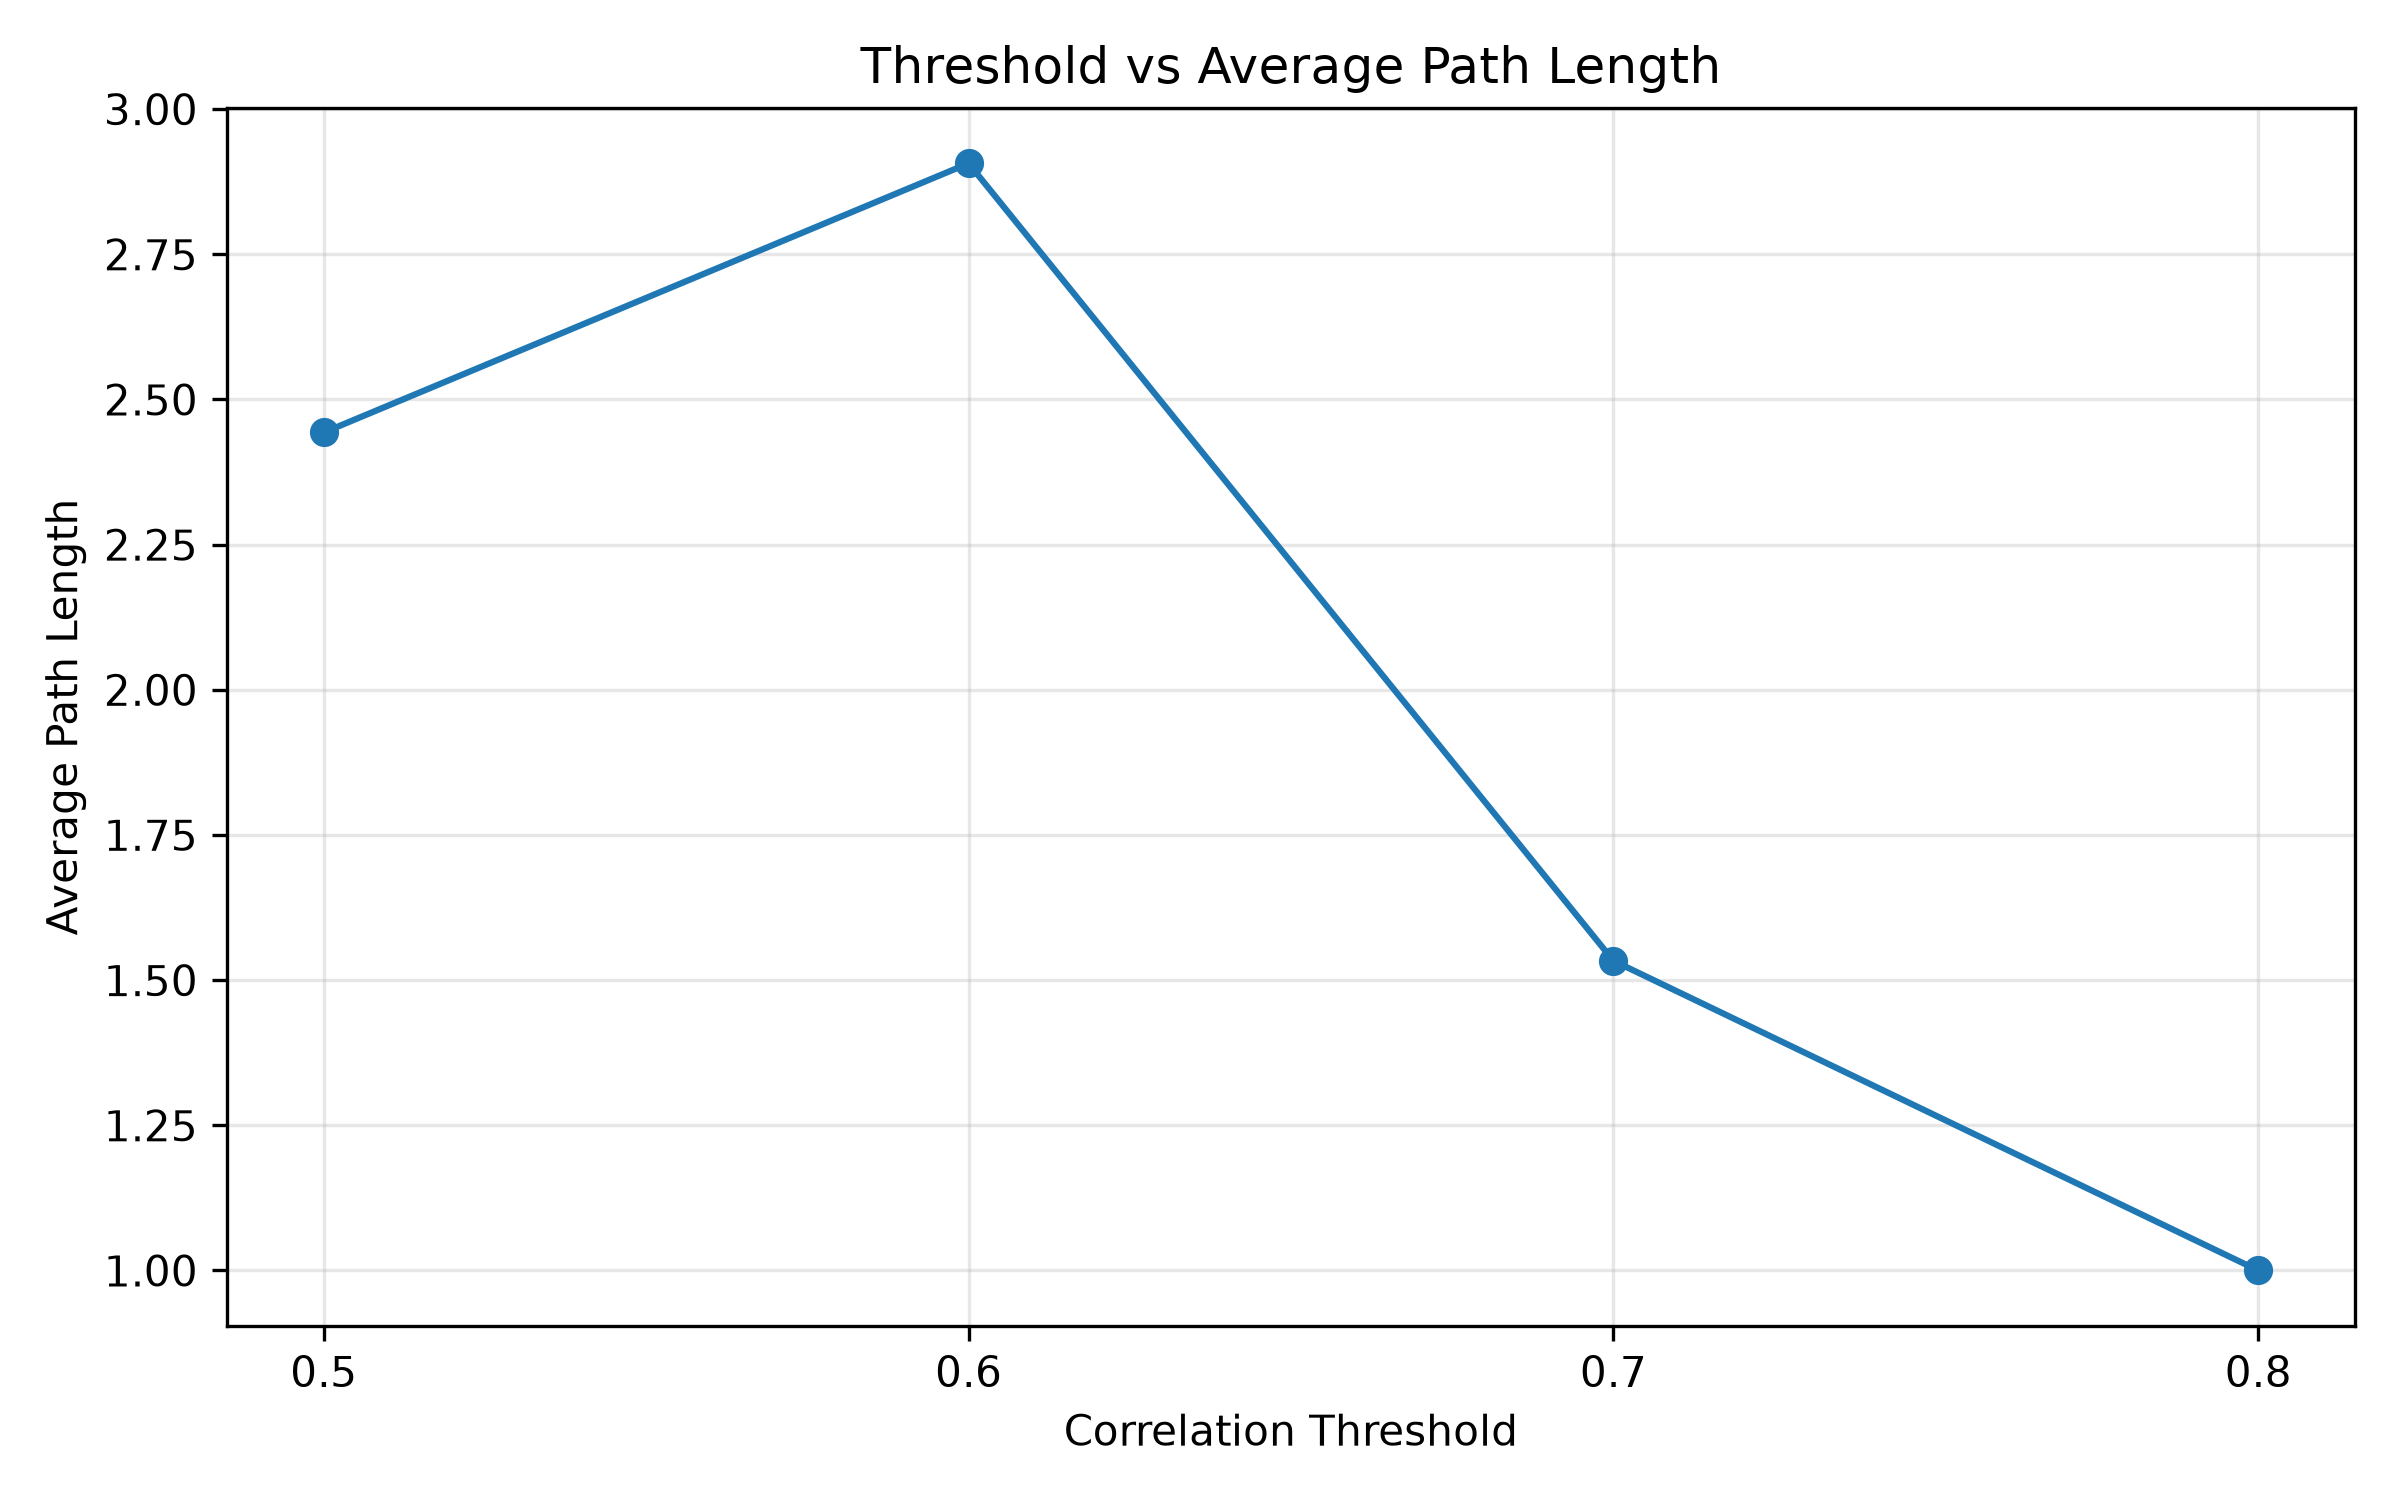 Threshold vs Average Path Length
3.00
2.75
2.50
2.25
2.00
1.75
1.50
1.25
1.00
Average Path Length
0.5 0.6 0.7 0.8
Correlation Threshold